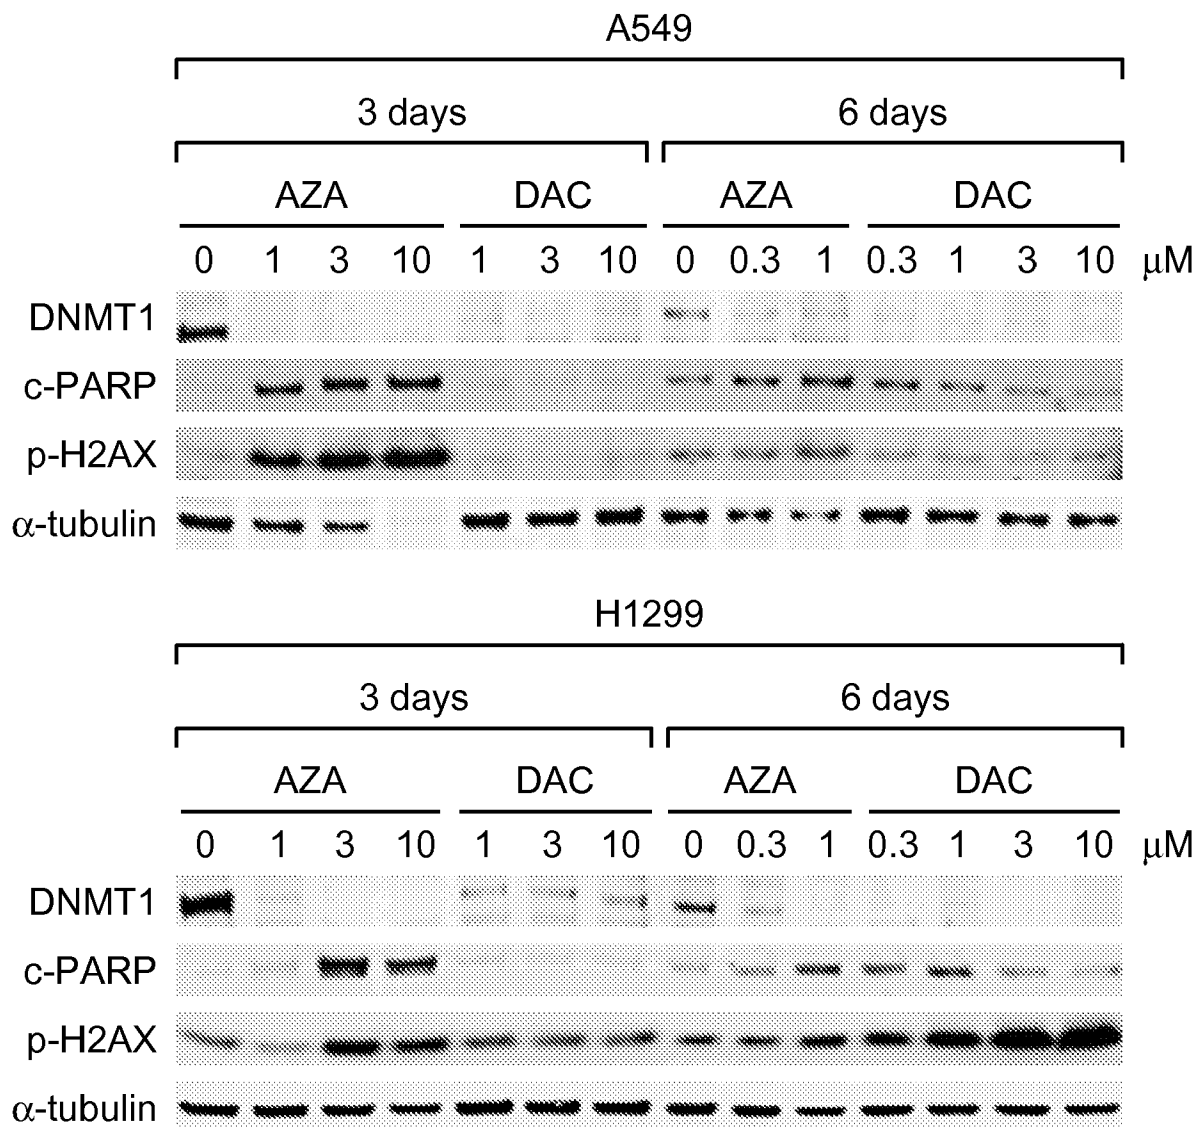 A549
3 days 6 days
AZA DAC AZA DAC
0 1 3 10 1 3 10 0 0.3 1 0.3 1 3 10 μM
DNMT1
c-PARP
p-H2AX
α-tubulin
H1299
3 days 6 days
AZA DAC AZA DAC
0 1 3 10 1 3 10 0 0.3 1 0.3 1 3 10 μM
DNMT1
c-PARP
p-H2AX
α-tubulin